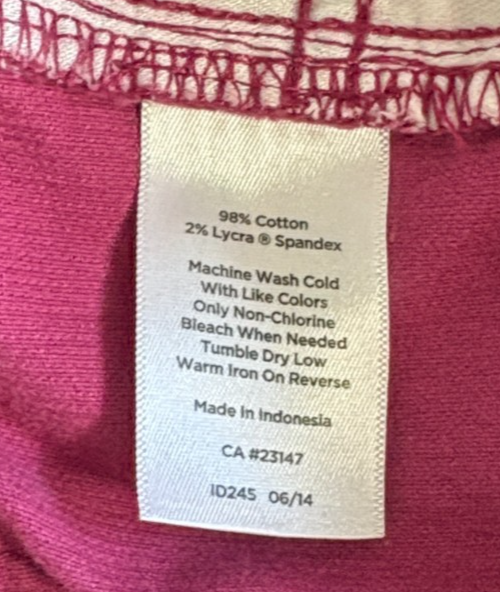 98% Cotton
2% Lycra ® Spandex
Machine Wash Cold
With Like Colors
Only Non-Chlorine
Bleach When Needed
Tumble Dry Low
Warm Iron On Reverse
Made In Indonesia
CA #23147
ID245 06/14